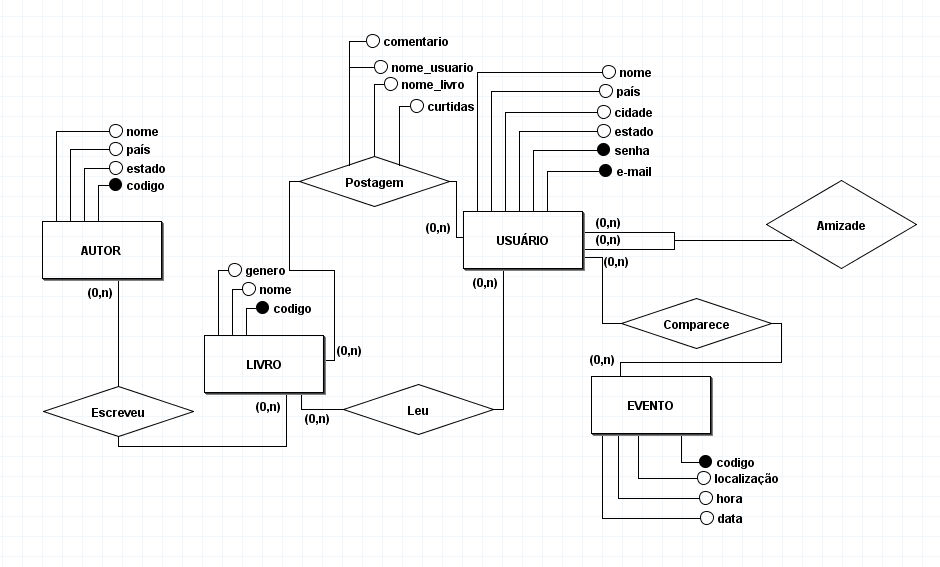 comentario
nome_usuario
nome_livro
curtidas
nome
país
cidade
estado
senha
e-mail
nome
país
estado
codigo
Postagem
(0,n)
USUÁRIO
(0,n)
(0,n)
(0,n)
(0,n)
Amizade
AUTOR
(0,n)
genero
nome
codigo
LIVRO
(0,n)
(0,n)
(0,n)
Comparece
(0,n)
EVENTO
Escreveu
Leu
codigo
localização
hora
data